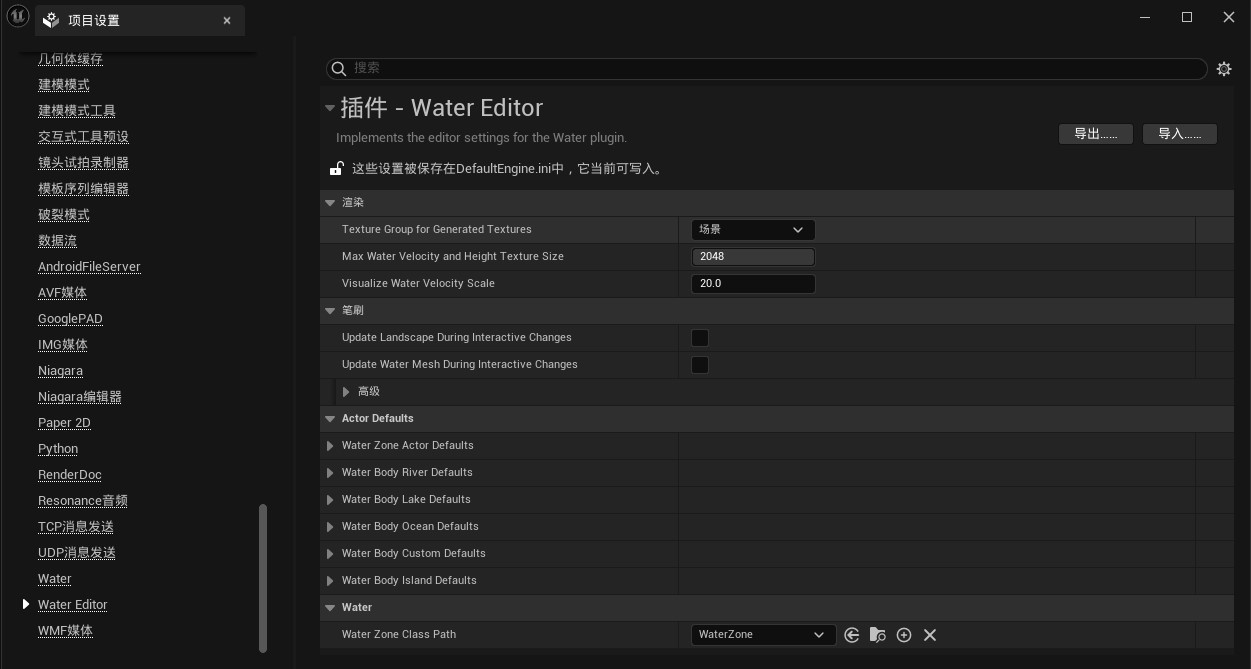 项目设置
几何体缓存
建模模式
建模模式工具
交互式工具预设
镜头试拍录制器
模板序列编辑器
破裂模式
数据流
AndroidFileServer
AVF媒体
GooglePAD
IMG媒体
Niagara
Niagara编辑器
Paper 2D
Python
RenderDoc
Resonance音频
TCP消息发送
UDP消息发送
Water
Water Editor
WMF媒体
搜索
插件 - Water Editor
Implements the editor settings for the Water plugin.
导出...... 导入......
这些设置被保存在DefaultEngine.ini中，它当前可写入。
渲染
Texture Group for Generated Textures 场景
Max Water Velocity and Height Texture Size 2048
Visualize Water Velocity Scale 20.0
笔刷
Update Landscape During Interactive Changes
Update Water Mesh During Interactive Changes
高级
Actor Defaults
Water Zone Actor Defaults
Water Body River Defaults
Water Body Lake Defaults
Water Body Ocean Defaults
Water Body Custom Defaults
Water Body Island Defaults
Water
Water Zone Class Path WaterZone